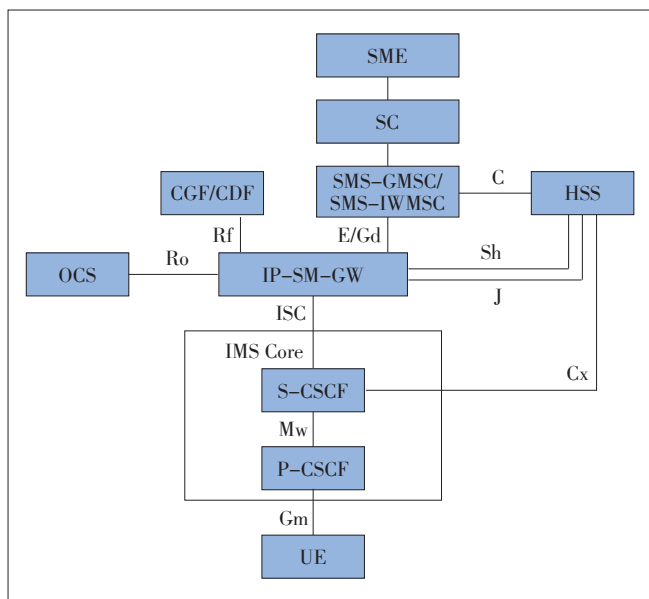 SME
SC
SMS-GMSC/
SMS-IWMSC
C
HSS
CGF/CDF
Rf
E/Gd
OCS
Ro
IP-SM-GW
Sh
J
ISC
IMS Core
S-CSCF
Cx
Mw
P-CSCF
Gm
UE